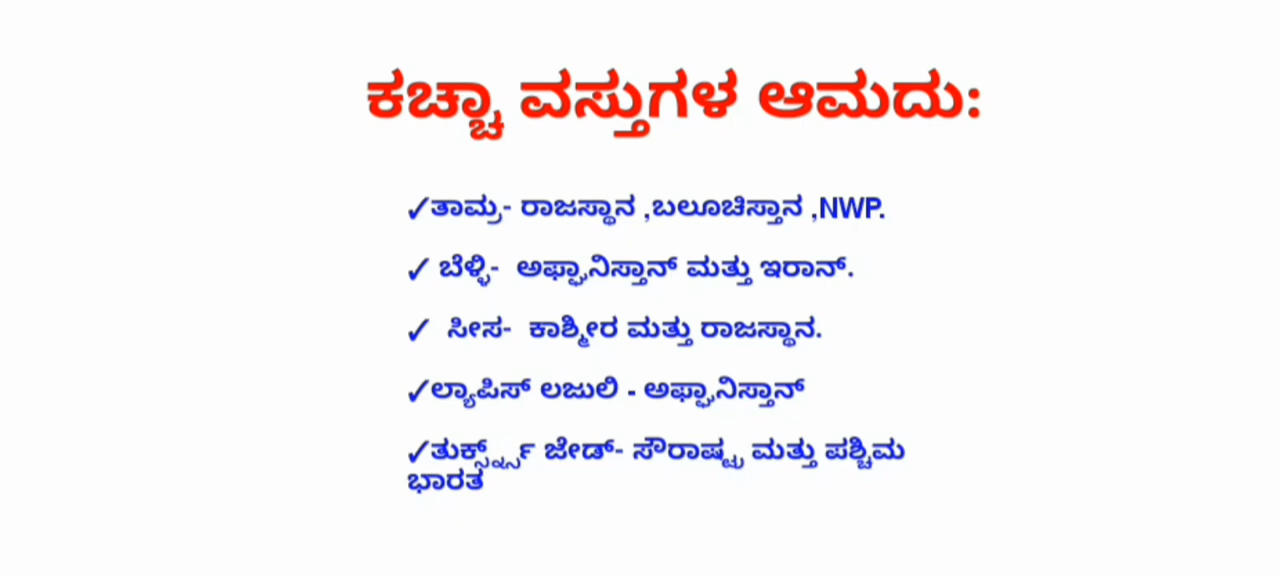 ಕಚ್ಚಾ ವಸ್ತುಗಳ ಆಮದು:
✓ತಾಮ್ರ- ರಾಜಸ್ಥಾನ ,ಬಲೂಚಿಸ್ತಾನ ,NWP.
✓ ಬೆಳ್ಳಿ- ಅಫ್ಘಾನಿಸ್ತಾನ್ ಮತ್ತು ಇರಾನ್.
✓ ಸೀಸ- ಕಾಶ್ಮೀರ ಮತ್ತು ರಾಜಸ್ಥಾನ.
✓ಲ್ಯಾಪಿಸ್ ಲಜುಲಿ - ಅಫ್ಘಾನಿಸ್ತಾನ್
✓ ಜೇಡ್- ಸೌರಾಷ್ಟ್ರ ಮತ್ತು ಪಶ್ಚಿಮ
ಭಾರತ